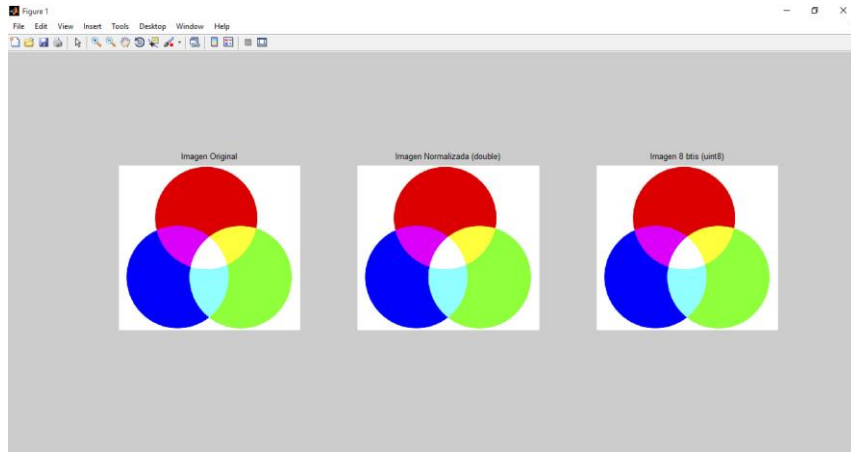 Figure 1
File Edit View Insert Tools Desktop Window Help
Imagen Original
Imagen Normalizada (double)
Imagen 8 btis (uint8)